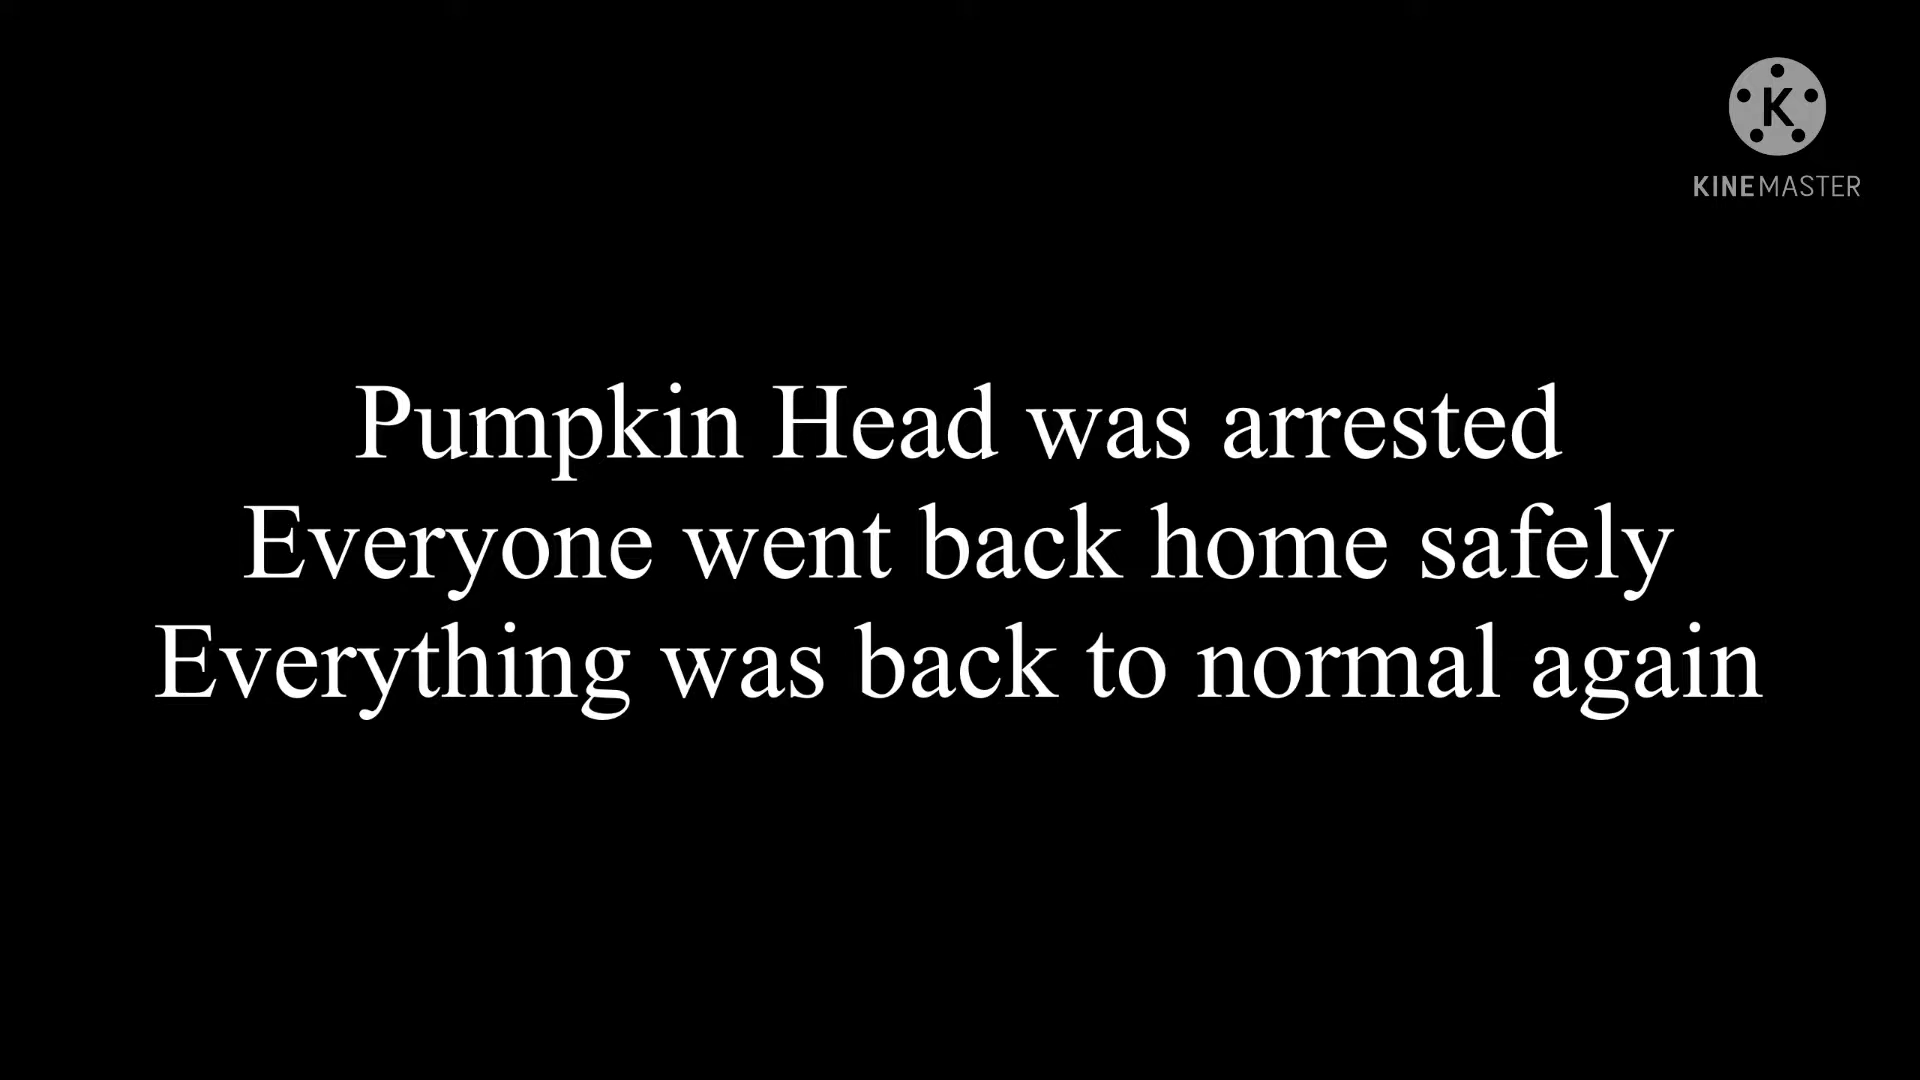 K
KINEMASTER
Pumpkin Head was arrested
Everyone went back home safely
Everything was back to normal again